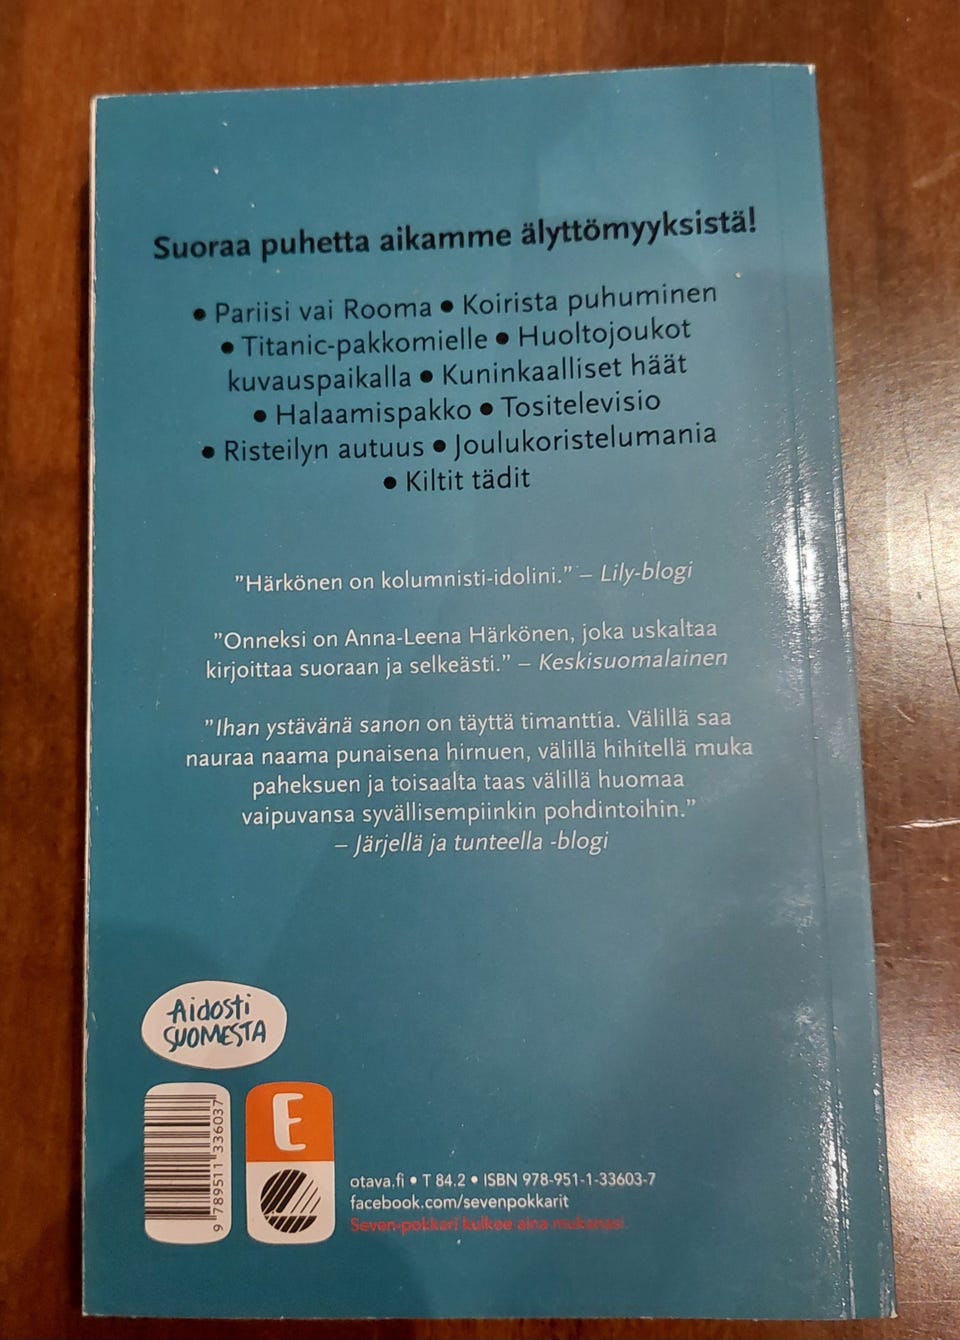 Suoraa puhetta aikamme älyttömyyksistä!
● Pariisi vai Rooma ● Koirista puhuminen
● Titanic-pakkomielle ● Huoltojoukot
kuvauspaikalla ● Kuninkaalliset häät
● Halaamispakko ● Tositelevisio
● Risteilyn autuus ● Joulukoristelumania
● Kiltit tädit
”Härkönen on kolumnisti-idolini.” – Lily-blogi
”Onneksi on Anna-Leena Härkönen, joka uskaltaa
kirjoittaa suoraan ja selkeästi.” – Keskisuomalainen
”Ihan ystävänä sanon on täyttä timanttia. Välillä saa
nauraa naama punaisena hirnuen, välillä hihitellä muka
paheksuen ja toisaalta taas välillä huomaa
vaipuvansa syvällisempiinkin pohdintoihin.”
– Järjellä ja tunteella -blogi
Aidosti
SUOMESTA
9 789511 336037
E
otava.fi • T 84.2 • ISBN 978-951-1-33603-7
facebook.com/sevenpokkarit
Seven-pokkari kulkee aina mukanasi.